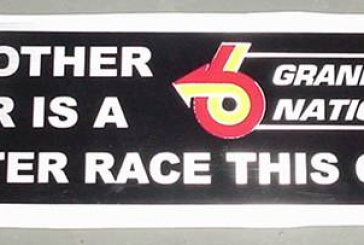 OTHER
R IS A
TER RACE THIS
GRAN
NATI